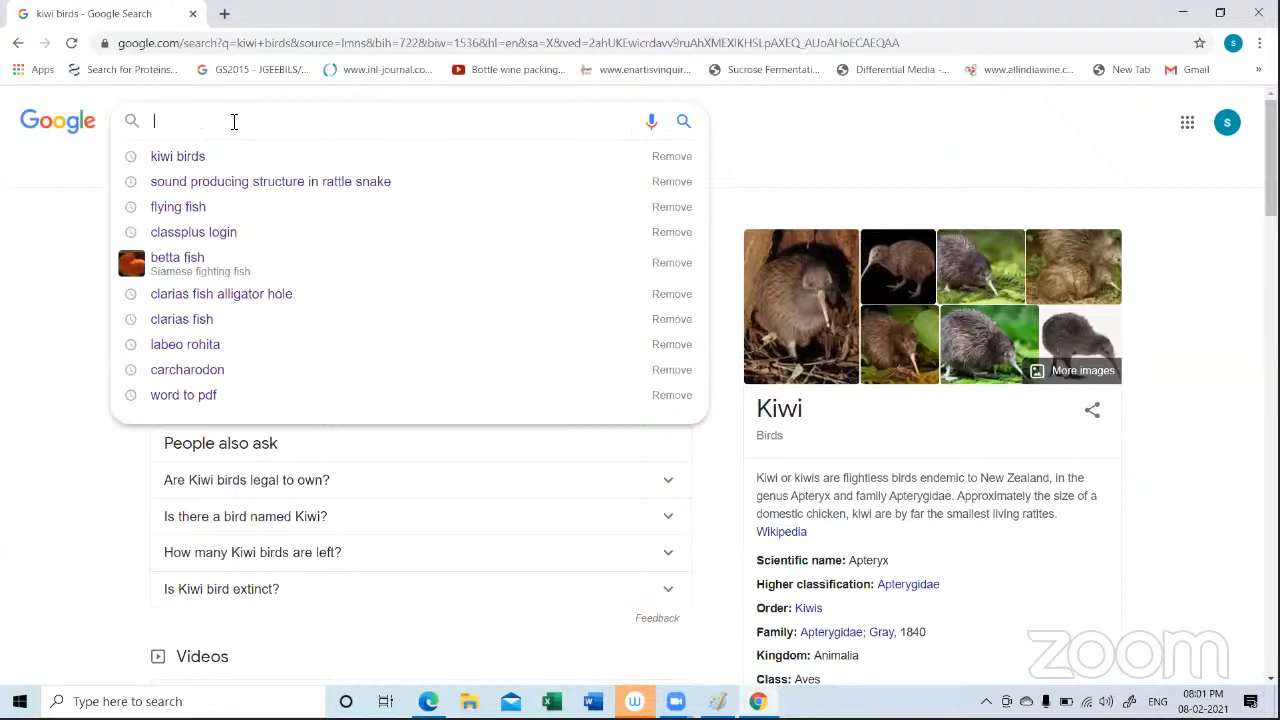 kiwi birds - Google Search
google.com/search?q=kiwi+birds&source=lmns&bih=722&biw=1536&hl=en&sa=X&ved=2ahUKEwicrdavv9ruAhXMEXIKHSLpAXEQ_AUoAHoECAEQAA
S
Apps
Search for Proteins...
GS2015 - JGEEBILS/...
www.inl-journal.co...
Bottle wine packing...
www.enartisvinquir...
Sucrose Fermentati...
Differential Media -...
www.allindiawine.c...
New Tab
Gmail
»
Google
S
kiwi birds Remove
sound producing structure in rattle snake Remove
flying fish Remove
classplus login Remove
betta fish
Siamese fighting fish
Remove
clarias fish alligator hole Remove
clarias fish Remove
labeo rohita Remove
carcharodon Remove
word to pdf Remove
People also ask
Are Kiwi birds legal to own?
Is there a bird named Kiwi?
How many Kiwi birds are left?
Is Kiwi bird extinct?
Feedback
Videos
More images
Kiwi
Birds
Kiwi or kiwis are flightless birds endemic to New Zealand, in the
genus Apteryx and family Apterygidae. Approximately the size of a
domestic chicken, kiwi are by far the smallest living ratites.
Wikipedia
Scientific name: Apteryx
Higher classification: Apterygidae
Order: Kiwis
Family: Apterygidae; Gray, 1840
Kingdom: Animalia
Class: Aves
zoom
Type here to search
ENG
08:01 PM
08-02-2021